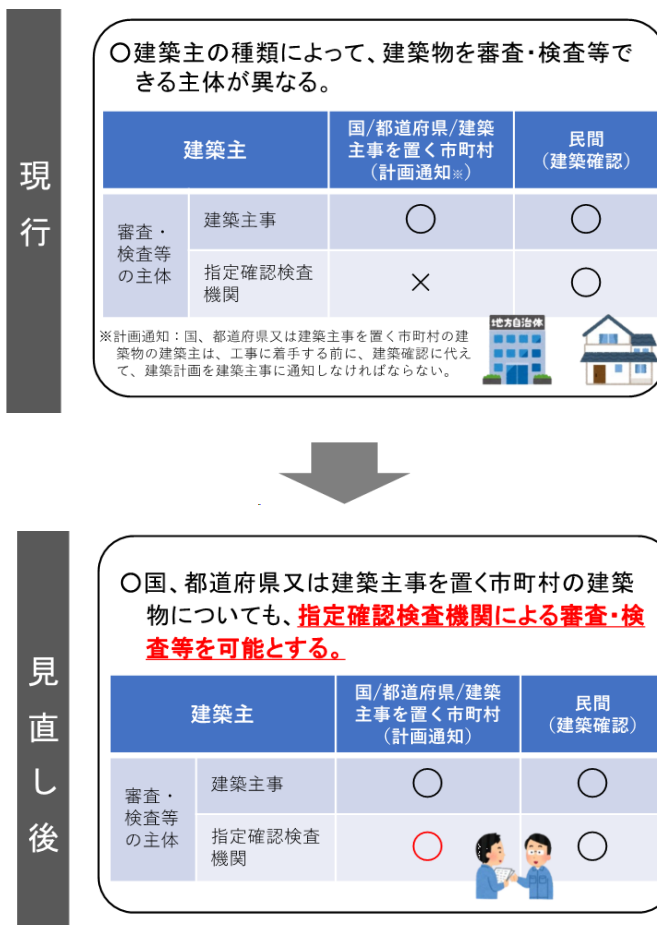 現行
〇建築主の種類によって、建築物を審査・検査等で
きる主体が異なる。
建築主
国/都道府県/建築
主事を置く市町村
（計画通知※）
民間
（建築確認）
審査・
検査等
の主体
建築主事
〇
〇
指定確認検査
機関
×
〇
※計画通知：国、都道府県又は建築主事を置く市町村の建
築物の建築主は、工事に着手する前に、建築確認に代え
て、建築計画を建築主事に通知しなければならない。
地方自治体
見直し後
〇国、都道府県又は建築主事を置く市町村の建築
物についても、指定確認検査機関による審査・検
査等を可能とする。
建築主
国/都道府県/建築
主事を置く市町村
（計画通知）
民間
（建築確認）
審査・
検査等
の主体
建築主事
〇
〇
指定確認検査
機関
〇
〇